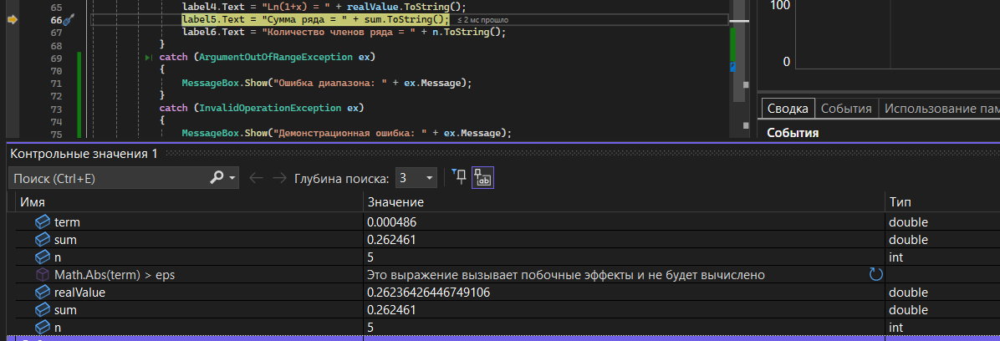 65 label4.Text = "Ln(1+x) = " + realValue.ToString();
66 label5.Text = "Сумма ряда = " + sum.ToString(); ≤ 2 мс прошло
67 label6.Text = "Количество членов ряда = " + n.ToString();
68 }
69 catch (ArgumentOutOfRangeException ex)
70 {
71 MessageBox.Show("Ошибка диапазона: " + ex.Message);
72 }
73 catch (InvalidOperationException ex)
74 {
75 MessageBox.Show("Демонстрационная ошибка: " + ex.Message);
100
0
Сводка События Использование пам
События
Контрольные значения 1
Поиск (Ctrl+E) Глубина поиска: 3
Имя Значение Тип
term 0.000486 double
sum 0.262461 double
n 5 int
Math.Abs(term) > eps Это выражение вызывает побочные эффекты и не будет вычислено
realValue 0.26236426446749106 double
sum 0.262461 double
n 5 int